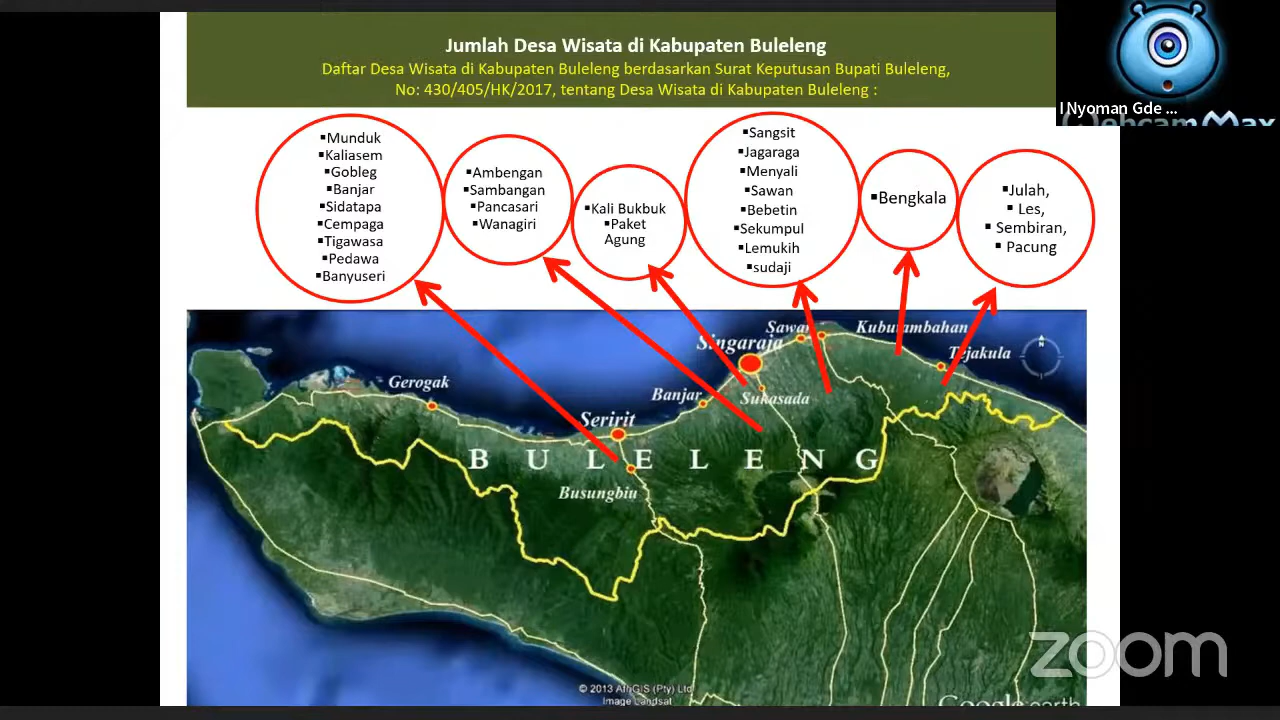 Jumlah Desa Wisata di Kabupaten Buleleng
Daftar Desa Wisata di Kabupaten Buleleng berdasarkan Surat Keputusan Bupati Buleleng,
No: 430/405/HK/2017, tentang Desa Wisata di Kabupaten Buleleng :
I Nyoman Gde ...
▪Munduk
▪Kaliasem
▪Gobleg
▪Banjar
▪Sidatapa
▪Cempaga
▪Tigawasa
▪Pedawa
▪Banyuseri
▪Ambengan
▪Sambangan
▪Pancasari
▪Wanagiri
▪Kali Bukbuk
▪Paket
Agung
▪Sangsit
▪Jagaraga
▪Menyali
▪Sawan
▪Bebetin
▪Sekumpul
▪Lemukih
▪sudaji
▪Bengkala
▪Julah,
▪ Les,
▪ Sembiran,
▪ Pacung
Sawan
Kubutambahan
Singaraja
Tejakula
N
Gerogak
Banjar
Sukasada
Seririt
BULELENG
Busungbiu
zoom
© 2013 AfriGIS (Pty) Ltd
Image Landsat
Google earth